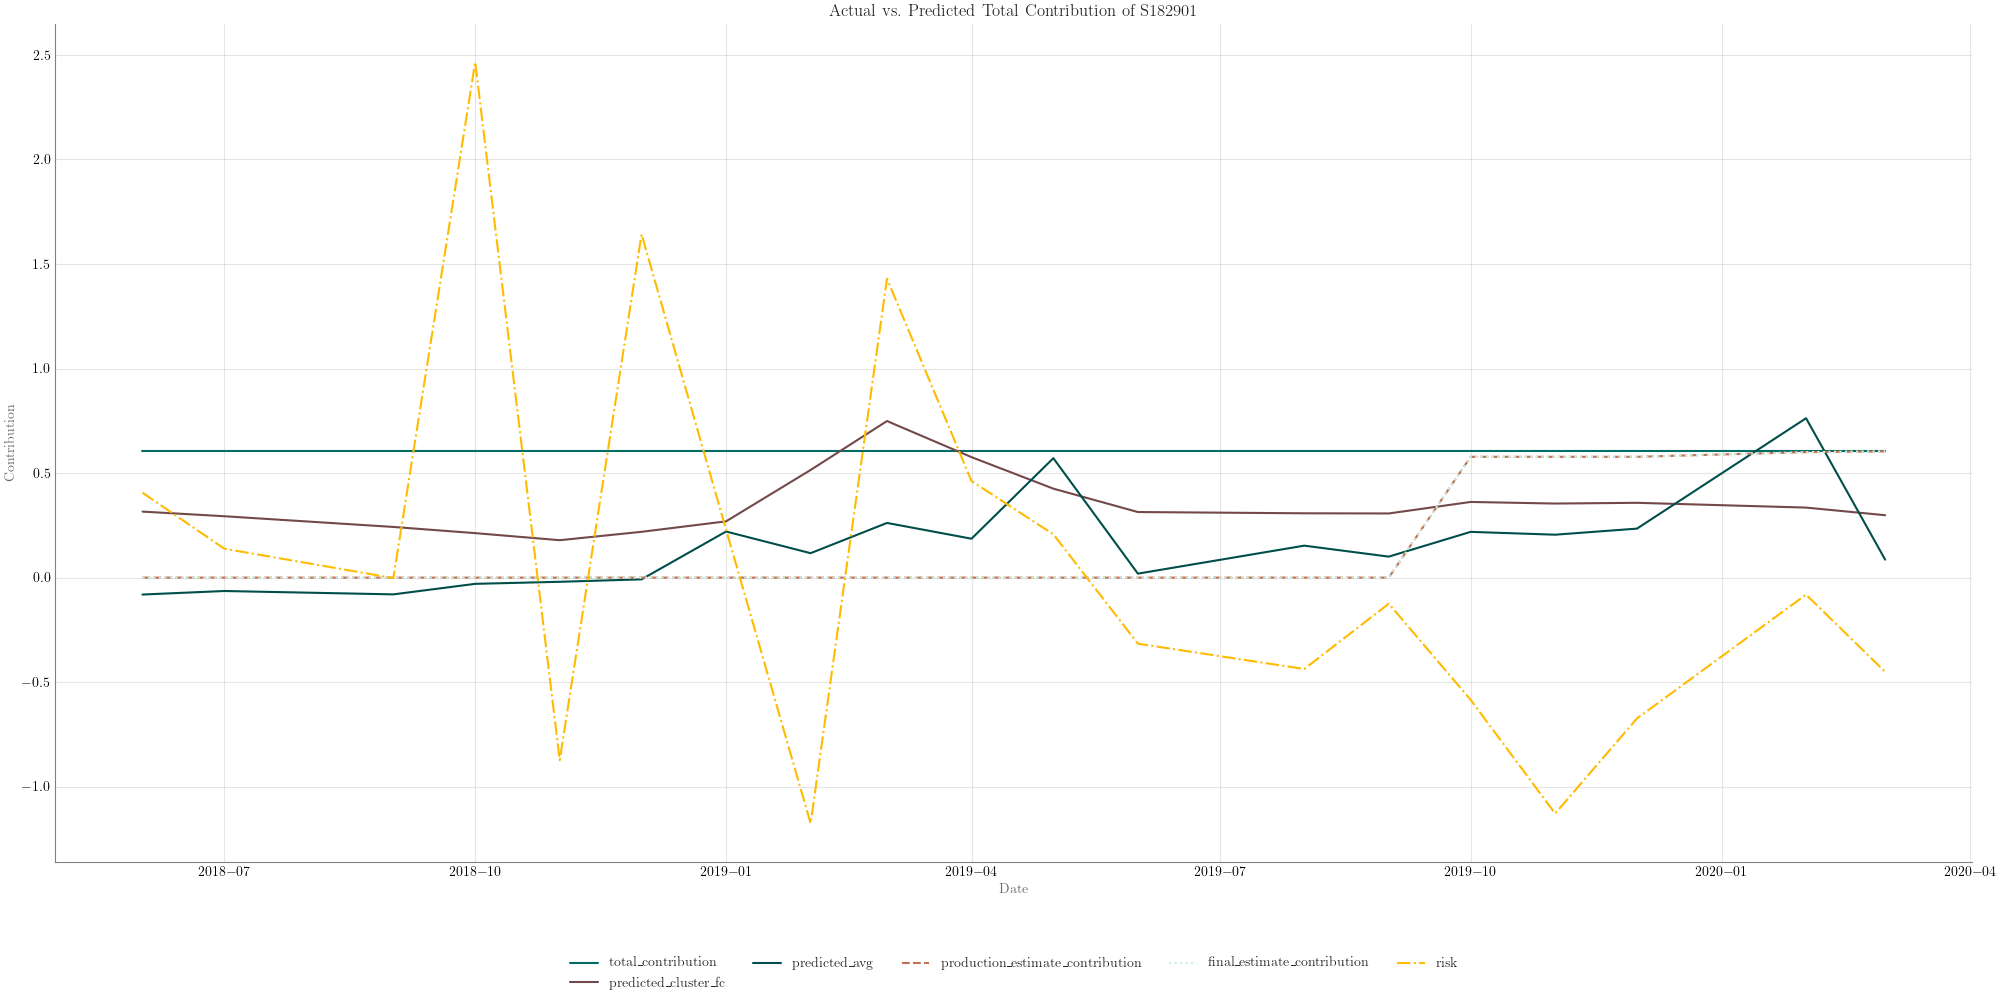 Actual vs. Predicted Total Contribution of S182901
2.5
2.0
1.5
1.0
0.5
0.0
−0.5
−1.0
Contribution
2018−07 2018−10 2019−01 2019−04 2019−07 2019−10 2020−01 2020−04
Date
total_contribution predicted_avg production_estimate_contribution final_estimate_contribution risk
predicted_cluster_fc